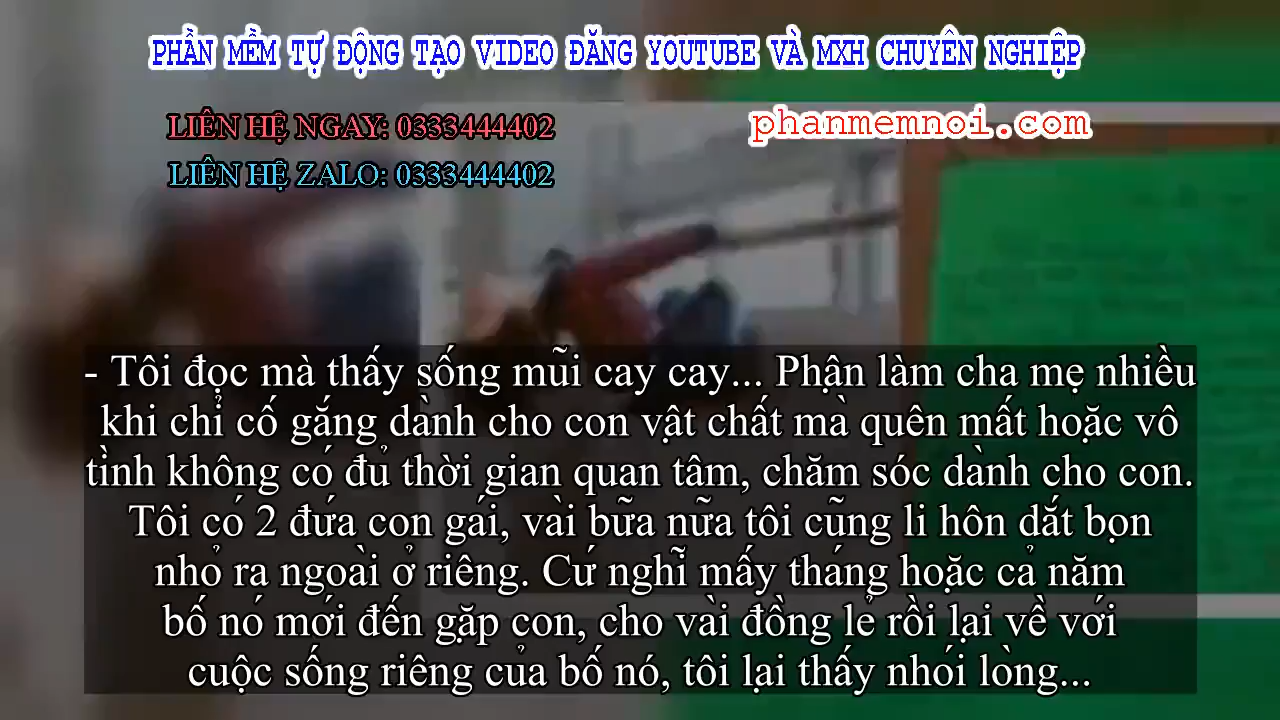 PHẦN MỀM TỰ ĐỘNG TẠO VIDEO ĐĂNG YOUTUBE VÀ MXH CHUYÊN NGHIỆP
LIÊN HỆ NGAY: 0333444402
phanmemnoi.com
LIÊN HỆ ZALO: 0333444402
- Tôi đọc mà thấy sống mũi cay cay... Phận làm cha mẹ nhiều
khi chỉ cố gắng dành cho con vật chất mà quên mất hoặc vô
tình không có đủ thời gian quan tâm, chăm sóc dành cho con.
Tôi có 2 đứa con gái, vài bữa nữa tôi cũng li hôn dắt bọn
nhỏ ra ngoài ở riêng. Cứ nghĩ mấy tháng hoặc cả năm
bố nó mới đến gặp con, cho vài đồng lẻ rồi lại về với
cuộc sống riêng của bố nó, tôi lại thấy nhói lòng...